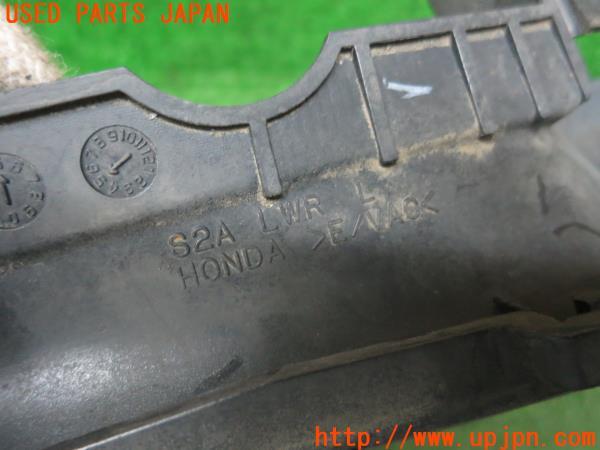 USED PARTS JAPAN
S2A LWR L
HONDA >E/VAC<
http://www.upjpn.com/